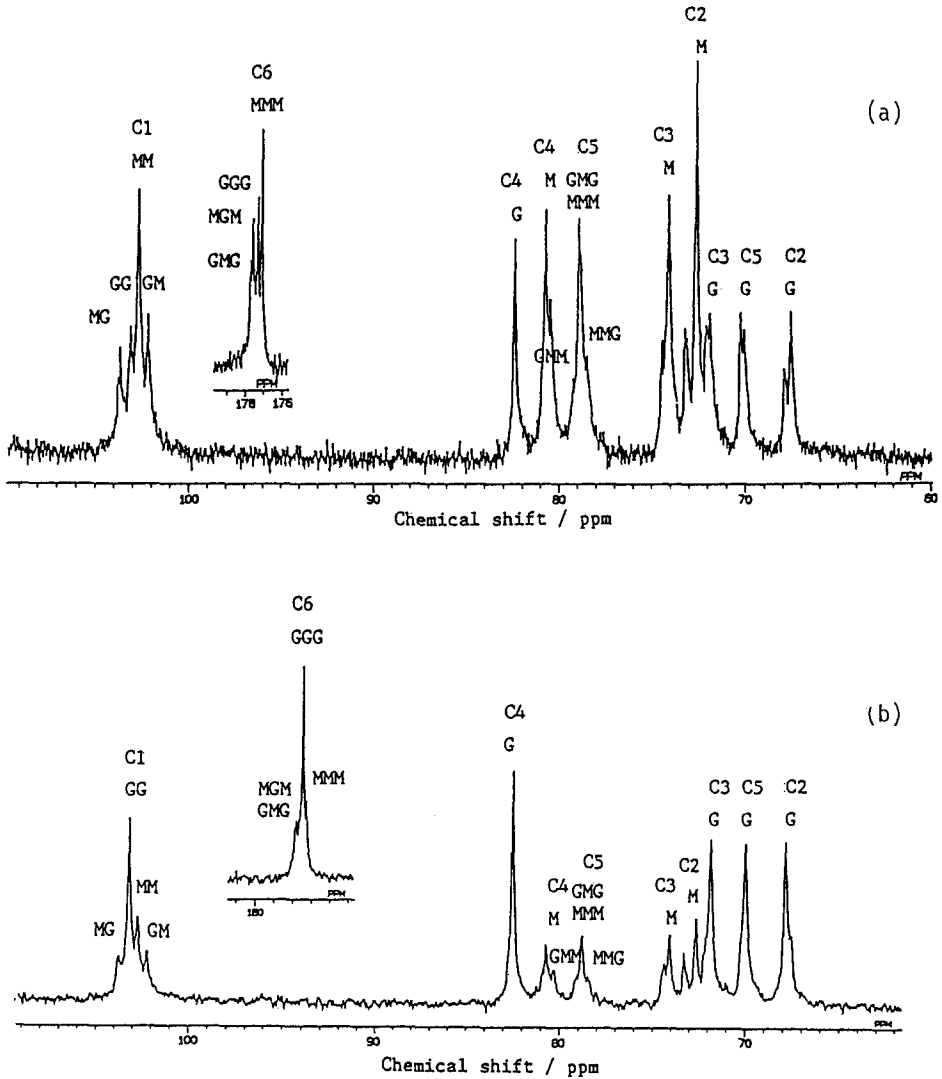 C2
M
(a)
C6
MMM
C1
MM
C3
M
C4
M
C5
GMG
MMM
C4
G
GGG
MGM
GMG
C3
G
C5
G
C2
G
GG
GM
MG
GMM
MMG
PPM
178
176
PPM
100
90
80
70
60
Chemical shift / ppm
C6
GGG
(b)
C4
G
C1
GG
MMM
MGM
GMG
C3
G
C5
G
C2
G
MM
MG
GM
C4
M
C5
GMG
MMM
GMM
MMG
C3
M
C2
M
PPM
180
PPM
100
90
80
70
Chemical shift / ppm